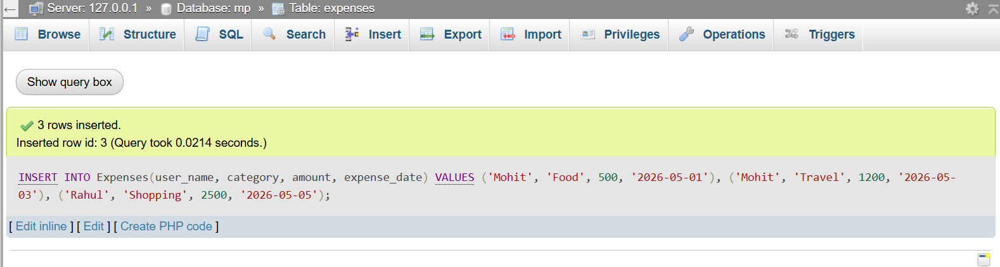 ← Server: 127.0.0.1 » Database: mp » Table: expenses
Browse Structure SQL Search Insert Export Import Privileges Operations Triggers
Show query box
3 rows inserted.
Inserted row id: 3 (Query took 0.0214 seconds.)
INSERT INTO Expenses(user_name, category, amount, expense_date) VALUES ('Mohit', 'Food', 500, '2026-05-01'), ('Mohit', 'Travel', 1200, '2026-05-
03'), ('Rahul', 'Shopping', 2500, '2026-05-05');
[ Edit inline ] [ Edit ] [ Create PHP code ]